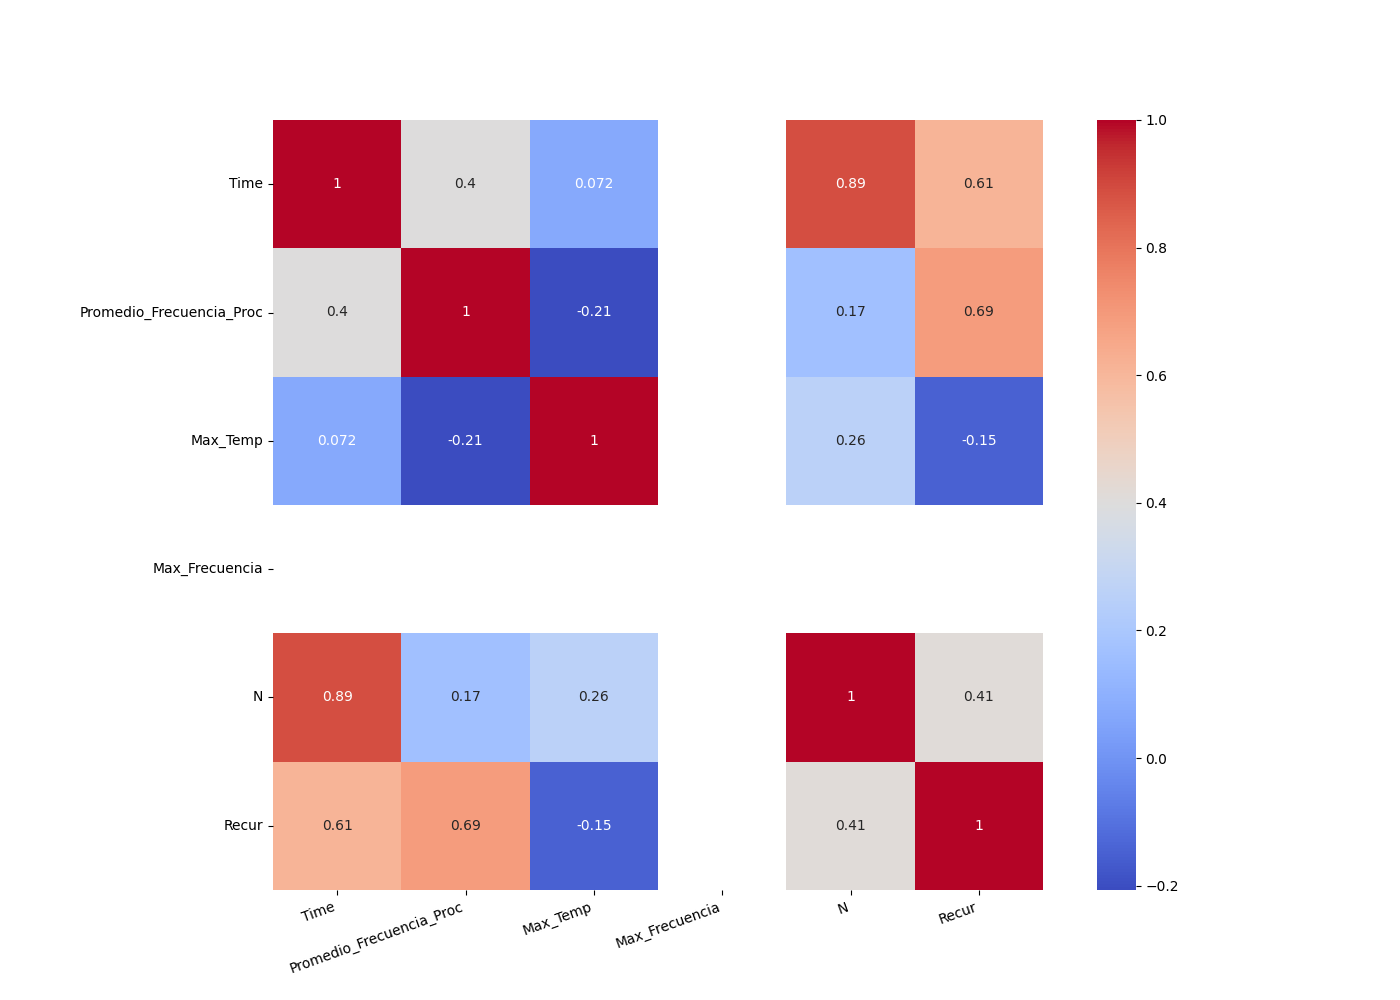 Time 1 0.4 0.072 0.89 0.61
Promedio_Frecuencia_Proc 0.4 1 -0.21 0.17 0.69
Max_Temp 0.072 -0.21 1 0.26 -0.15
Max_Frecuencia
N 0.89 0.17 0.26 1 0.41
Recur 0.61 0.69 -0.15 0.41 1
Time Promedio_Frecuencia_Proc Max_Temp Max_Frecuencia N Recur
1.0
0.8
0.6
0.4
0.2
0.0
−0.2